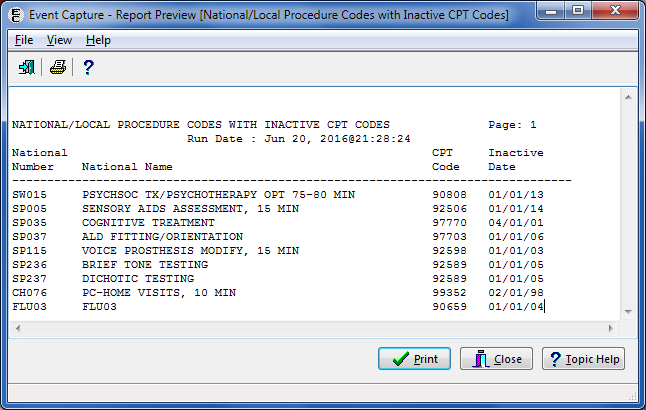 Event Capture - Report Preview [National/Local Procedure Codes with Inactive CPT Codes]
File View Help
NATIONAL/LOCAL PROCEDURE CODES WITH INACTIVE CPT CODES Page: 1
Run Date : Jun 20, 2016@21:28:24
National CPT Inactive
Number National Name Code Date
--------------------------------------------------------------------------------
SW015 PSYCHSOC TX/PSYCHOTHERAPY OPT 75-80 MIN 90808 01/01/13
SP005 SENSORY AIDS ASSESSMENT, 15 MIN 92506 01/01/14
SP035 COGNITIVE TREATMENT 97770 04/01/01
SP037 ALD FITTING/ORIENTATION 97703 01/01/06
SP115 VOICE PROSTHESIS MODIFY, 15 MIN 92598 01/01/03
SP236 BRIEF TONE TESTING 92589 01/01/05
SP237 DICHOTIC TESTING 92589 01/01/05
CH076 PC-HOME VISITS, 10 MIN 99352 02/01/98
FLU03 FLU03 90659 01/01/04
Print Close Topic Help